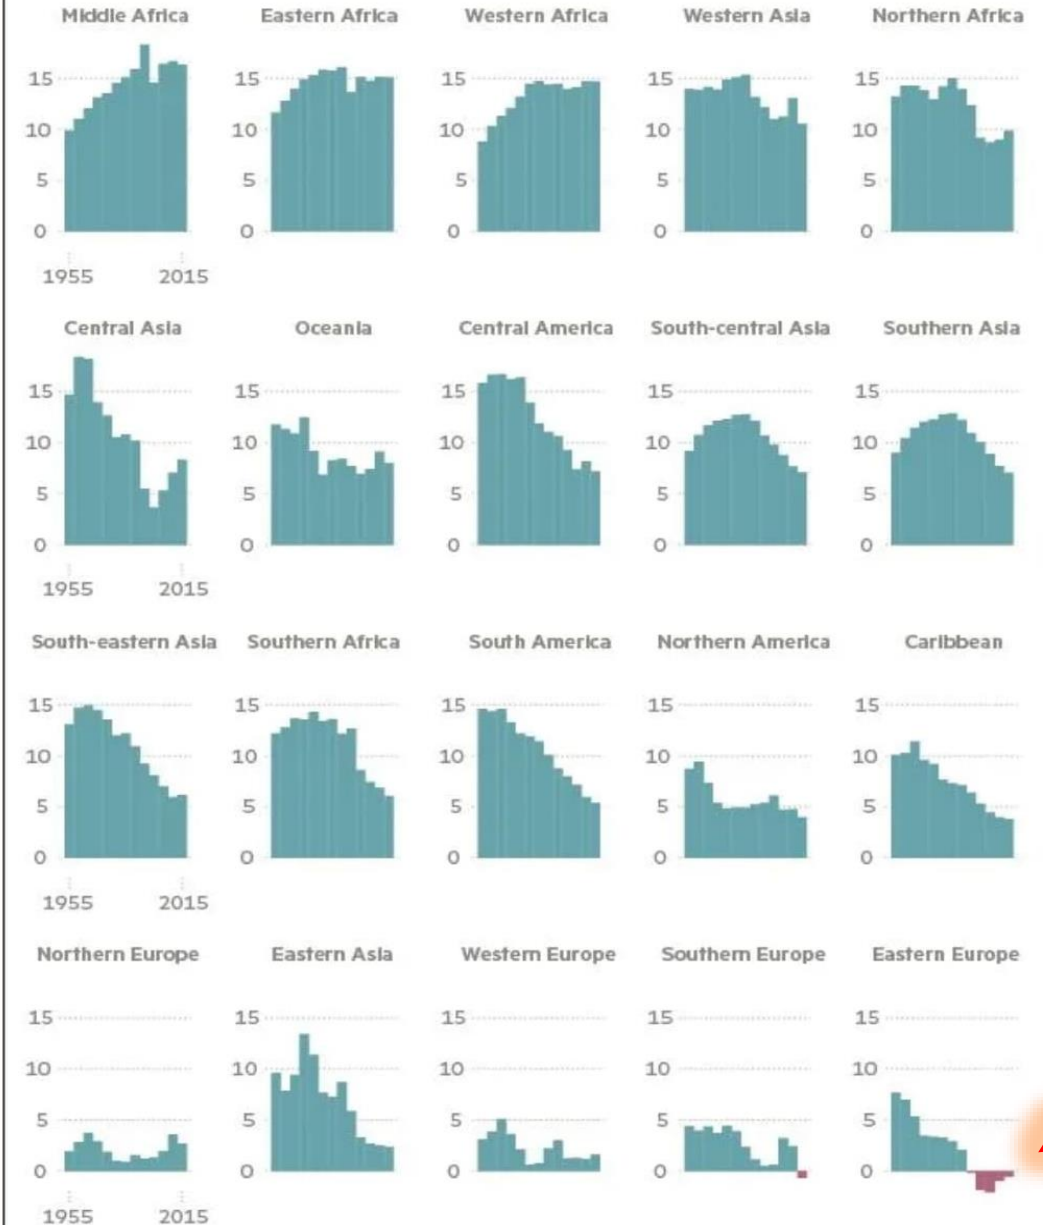 Middle Africa Eastern Africa Western Africa Western Asia Northern Africa
15 15 15 15 15
10 10 10 10 10
5 5 5 5 5
0 0 0 0 0
1955 2015
Central Asia Oceania Central America South-central Asia Southern Asia
15 15 15 15 15
10 10 10 10 10
5 5 5 5 5
0 0 0 0 0
1955 2015
South-eastern Asia Southern Africa South America Northern America Caribbean
15 15 15 15 15
10 10 10 10 10
5 5 5 5 5
0 0 0 0 0
1955 2015
Northern Europe Eastern Asia Western Europe Southern Europe Eastern Europe
15 15 15 15 15
10 10 10 10 10
5 5 5 5 5
0 0 0 0 0
1955 2015